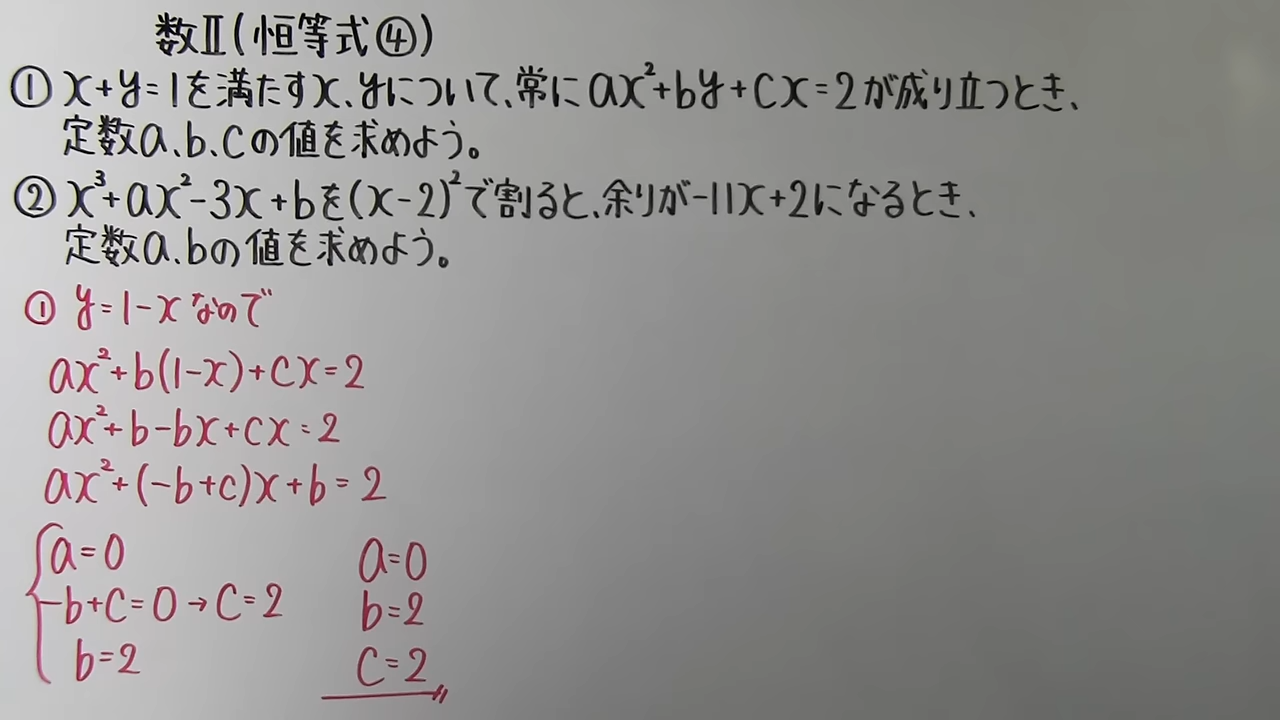 数Ⅱ(恒等式④)
① x+y=1を満たすx、yについて、常にax²+by+cx=2が成り立つとき、
定数a、b、cの値を求めよう。
② x³+ax²-3x+bを(x-2)²で割ると、余りが-11x+2になるとき、
定数a、bの値を求めよう。
① y=1-xなので
ax²+b(1-x)+cx=2
ax²+b-bx+cx=2
ax²+(-b+c)x+b=2
a=0
-b+c=0→c=2
b=2
a=0
b=2
c=2